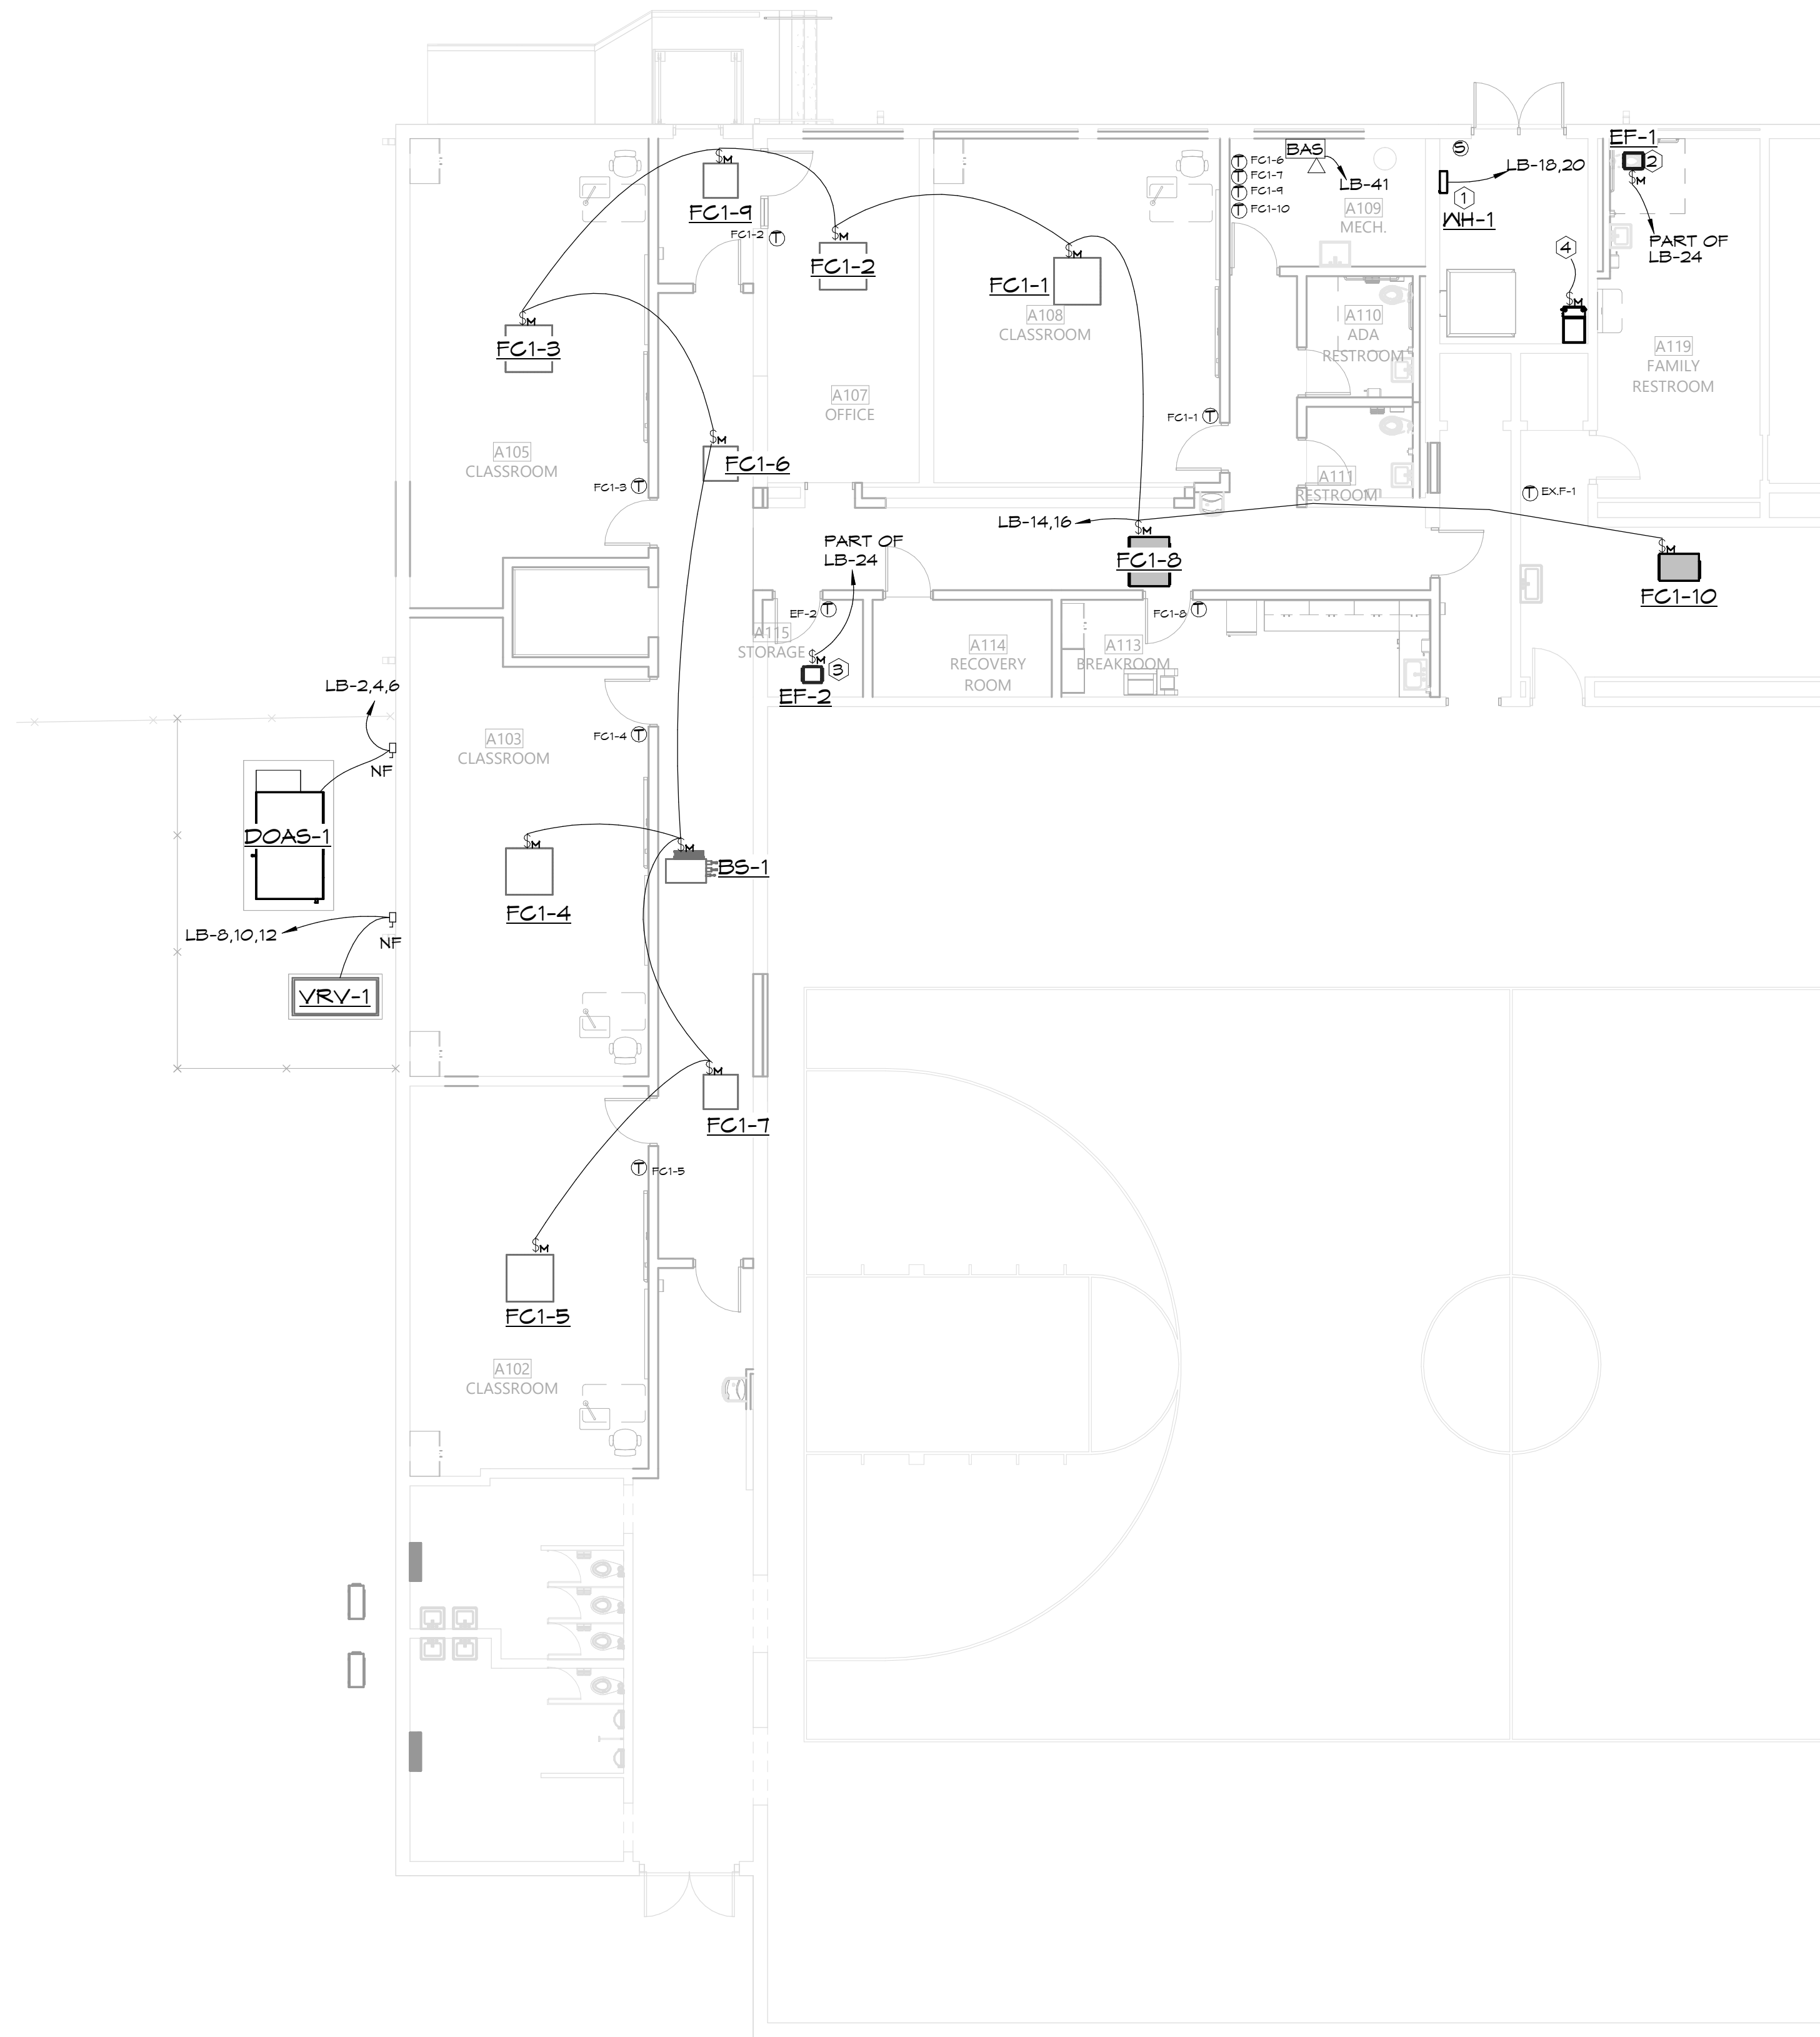 EF-1
BAS
S
2
T FC1-6
T FC1-7
T FC1-9
T FC1-10
LB-41
LB-18,20
$M
1
WH-1
$M
FC1-9
A109
MECH.
FC1-2 T
$M
FC1-2
PART OF
LB-24
4
$M
FC1-1
$M
A108
CLASSROOM
A110
ADA
RESTROOM
$M
FC1-3
A119
FAMILY
RESTROOM
A107
OFFICE
FC1-1 T
$M
FC1-6
A105
CLASSROOM
A111
RESTROOM
FC1-3 T
T EX.F-1
LB-14,16
$M
FC1-8
PART OF
LB-24
$M
FC1-10
EF-2 T
FC1-8 T
A115
STORAGE
A114
RECOVERY
ROOM
A113
BREAKROOM
$M
3
EF-2
LB-2,4,6
NF
A103
CLASSROOM
FC1-4 T
DOAS-1
$M
$M
BS-1
FC1-4
LB-8,10,12
NF
VRV-1
$M
FC1-7
T FC1-5
$M
FC1-5
A102
CLASSROOM